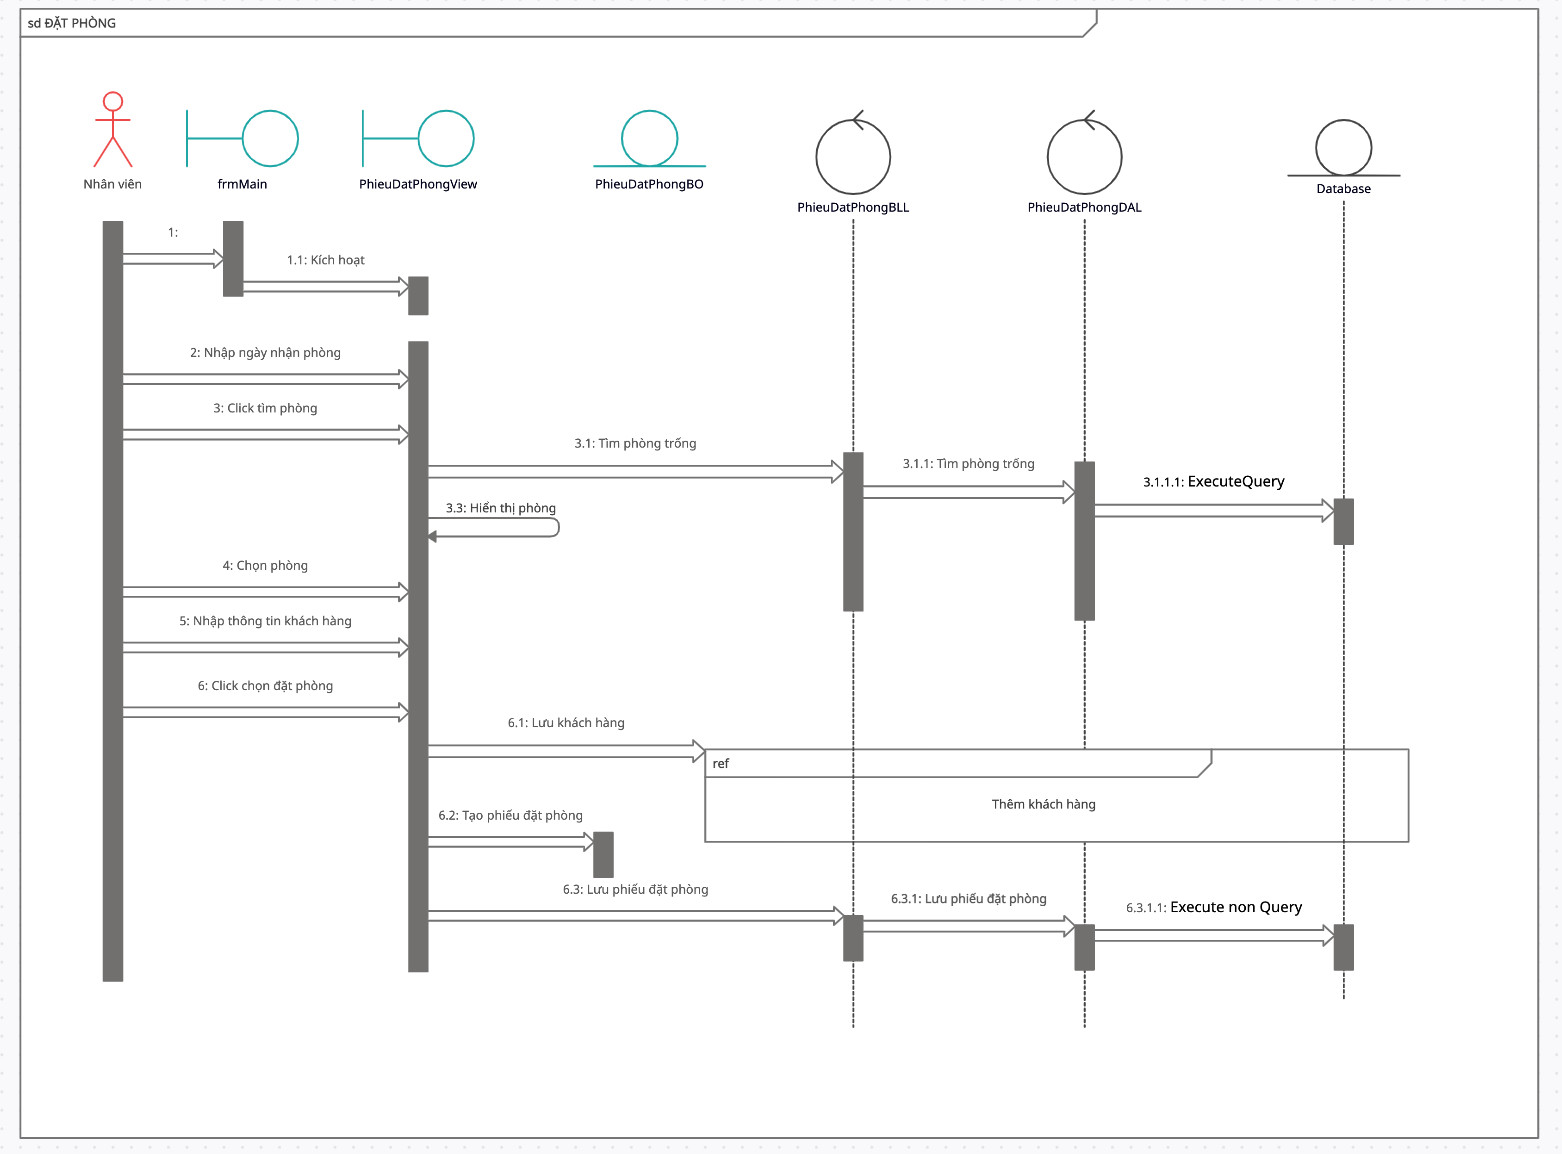 sd ĐẶT PHÒNG
Nhân viên
frmMain
PhieuDatPhongView
PhieuDatPhongBO
PhieuDatPhongBLL
PhieuDatPhongDAL
Database
1:
1.1: Kích hoạt
2: Nhập ngày nhận phòng
3: Click tìm phòng
3.1: Tìm phòng trống
3.1.1: Tìm phòng trống
3.1.1.1: ExecuteQuery
3.3: Hiển thị phòng
4: Chọn phòng
5: Nhập thông tin khách hàng
6: Click chọn đặt phòng
6.1: Lưu khách hàng
ref
Thêm khách hàng
6.2: Tạo phiếu đặt phòng
6.3: Lưu phiếu đặt phòng
6.3.1: Lưu phiếu đặt phòng
6.3.1.1: Execute non Query